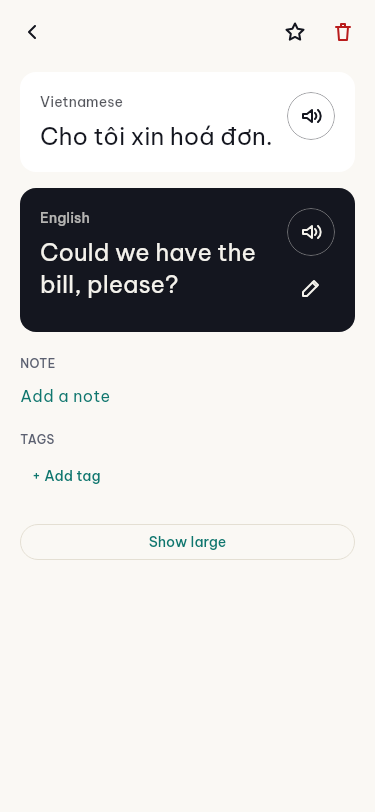 Vietnamese
Cho tôi xin hoá đơn.
English
Could we have the
bill, please?
NOTE
Add a note
TAGS
+ Add tag
Show large